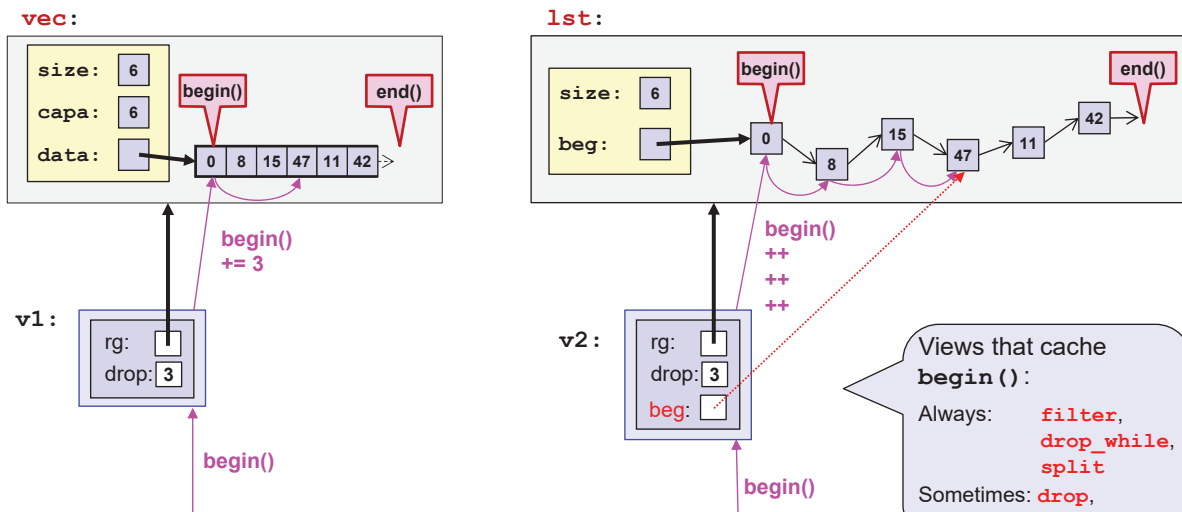 vec:
size: 6
capa: 6
data:
begin()
end()
0 8 15 47 11 42
begin()
+= 3
v1:
rg:
drop: 3
begin()
lst:
size: 6
beg:
begin()
end()
0
8
15
47
11
42
begin()
++
++
++
v2:
rg:
drop: 3
beg:
begin()
Views that cache
begin():
Always: filter,
drop_while,
split
Sometimes: drop,